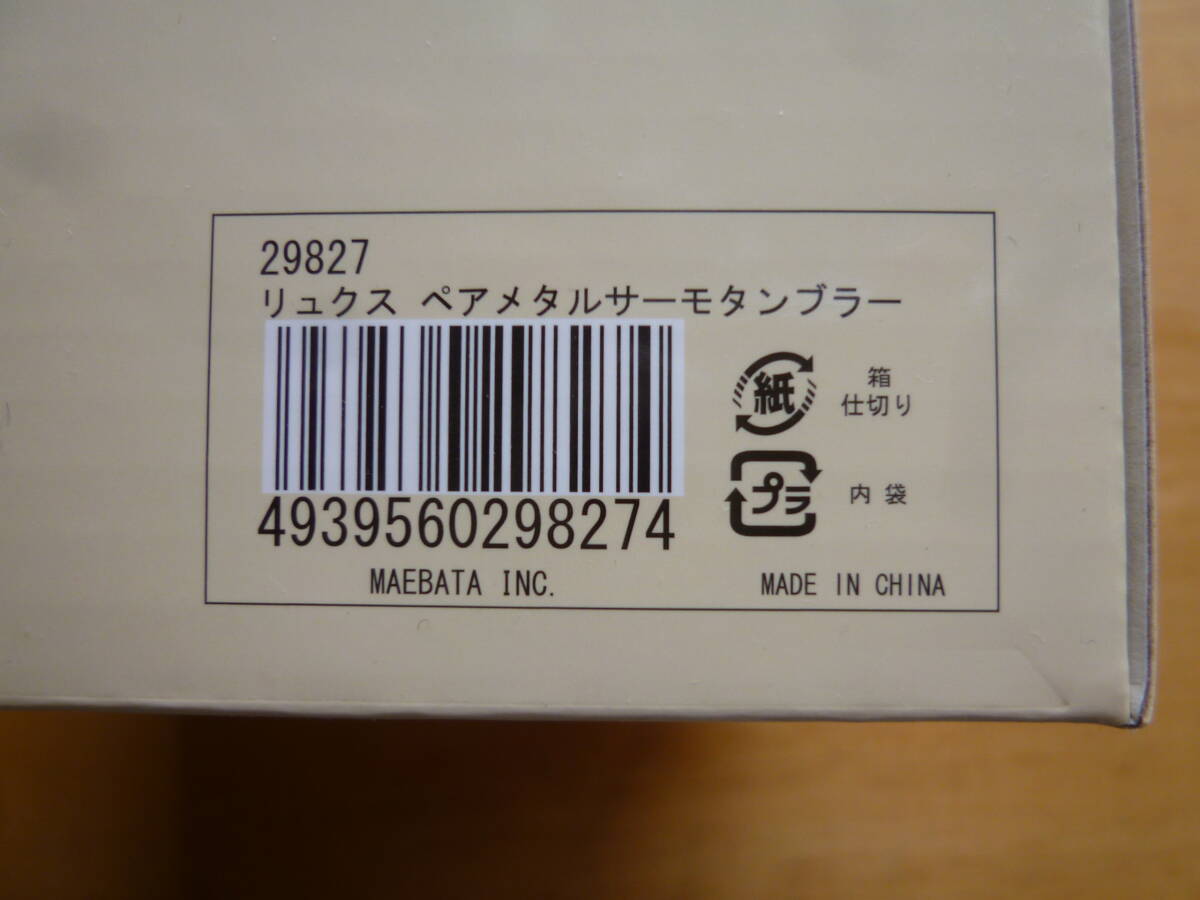 29827
リュクス ペアメタルサーモタンブラー
紙
箱
仕切り
プラ
内袋
4939560298274
MAEBATA INC.
MADE IN CHINA